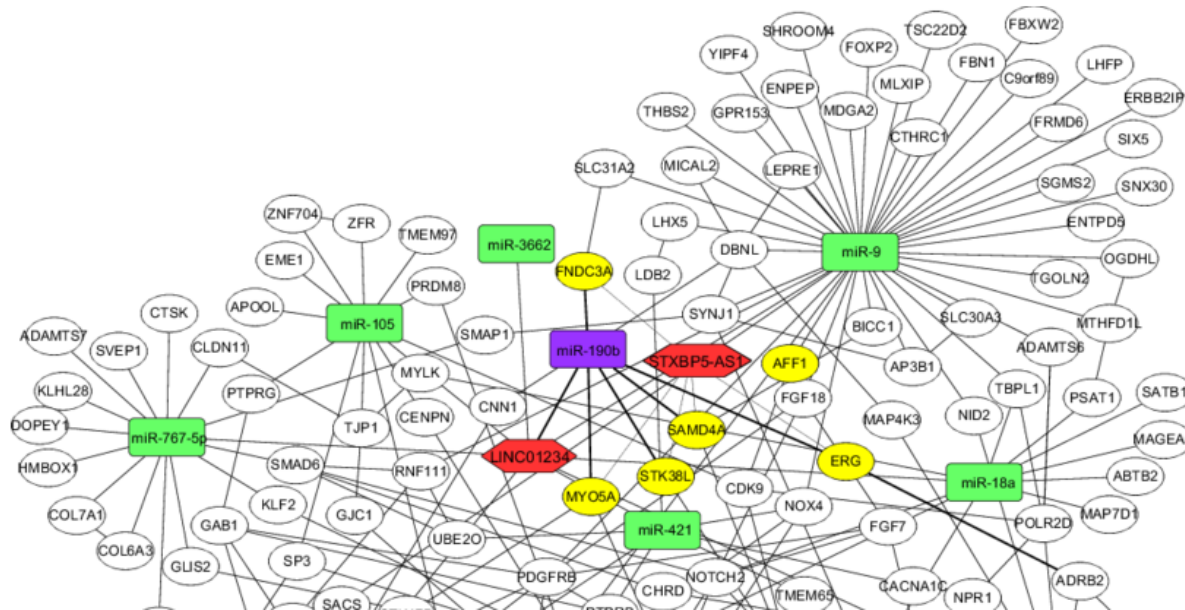 FBXW2
TSC22D2
SHROOM4
FOXP2
YIPF4
FBN1
LHFP
C9orf89
MLXIP
ENPEP
ERBB2IP
MDGA2
GPR153
THBS2
FRMD6
CTHRC1
SIX5
MICAL2
LEPRE1
SLC31A2
SGMS2
SNX30
ZNF704
ZFR
LHX5
ENTPD5
TMEM97
miR-3662
DBNL
miR-9
OGDHL
EME1
FNDC3A
LDB2
TGOLN2
PRDM8
APOOL
CTSK
SYNJ1
SLC30A3
miR-105
BICC1
MTHFD1L
ADAMTS7
SMAP1
ADAMTS6
SVEP1
CLDN11
miR-190b
STXBP5-AS1
AFF1
AP3B1
MYLK
KLHL28
PTPRG
TBPL1
SATB1
FGF18
PSAT1
CENPN
CNN1
MAP4K3
NID2
DOPEY1
miR-767-5p
TJP1
SAMD4A
MAGEA
LINC01234
ERG
HMBOX1
SMAD6
RNF111
STK38L
ABTB2
miR-18a
CDK9
MYO5A
COL7A1
KLF2
NOX4
MAP7D1
GJC1
GAB1
POLR2D
FGF7
miR-421
UBE2O
COL6A3
GLIS2
SP3
PDGFRB
NOTCH2
ADRB2
CHRD
CACNA1C
TMEM65
NPR1
SACS